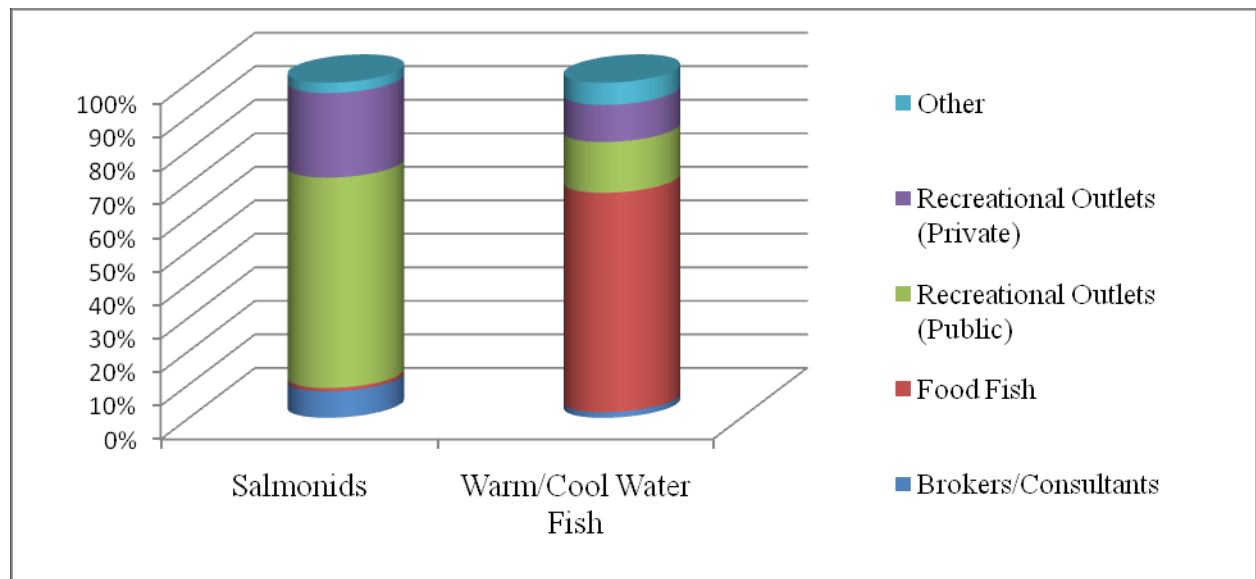 100%
90%
80%
70%
60%
50%
40%
30%
20%
10%
0%
Salmonids
Warm/Cool Water
Fish
Other
Recreational Outlets
(Private)
Recreational Outlets
(Public)
Food Fish
Brokers/Consultants